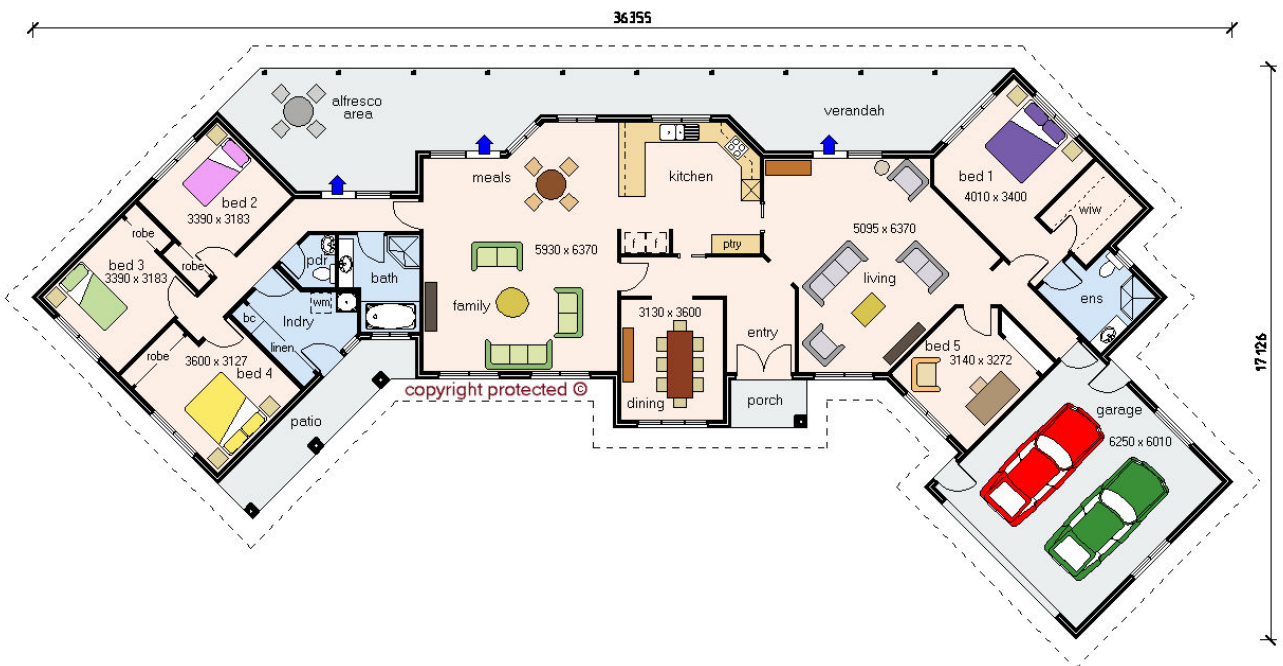 36355
17126
alfresco
area
verandah
bed 1
4010 x 3400
wiw
ens
bed 2
3390 x 3183
robe
bed 3
3390 x 3183
robe
robe
3600 x 3127
bed 4
pdr
bath
wm
lndry
bc
linen
patio
meals
5930 x 6370
family
kitchen
f
f
ptry
3130 x 3600
dining
entry
porch
5095 x 6370
living
bed 5
3140 x 3272
garage
6250 x 6010
copyright protected ©